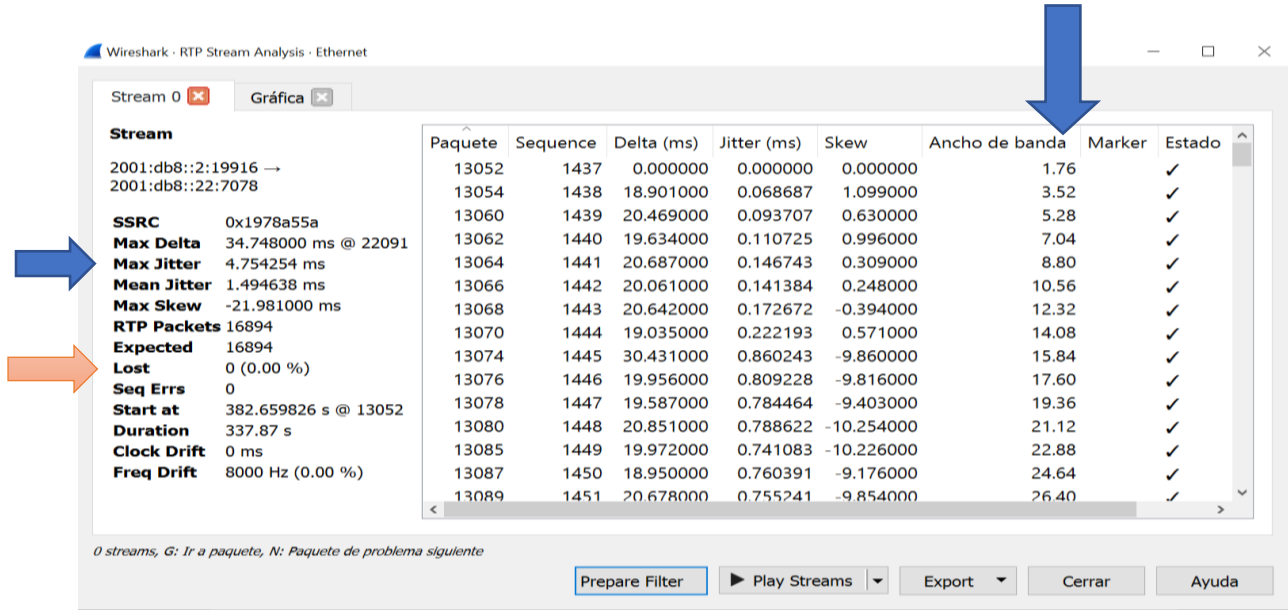 Wireshark · RTP Stream Analysis · Ethernet
Stream 0
Gráfica
Stream
2001:db8::2:19916 →
2001:db8::22:7078
SSRC 0x1978a55a
Max Delta 34.748000 ms @ 22091
Max Jitter 4.754254 ms
Mean Jitter 1.494638 ms
Max Skew -21.981000 ms
RTP Packets 16894
Expected 16894
Lost 0 (0.00 %)
Seq Errs 0
Start at 382.659826 s @ 13052
Duration 337.87 s
Clock Drift 0 ms
Freq Drift 8000 Hz (0.00 %)
Paquete Sequence Delta (ms) Jitter (ms) Skew Ancho de banda Marker Estado
13052 1437 0.000000 0.000000 0.000000 1.76 ✓
13054 1438 18.901000 0.068687 1.099000 3.52 ✓
13060 1439 20.469000 0.093707 0.630000 5.28 ✓
13062 1440 19.634000 0.110725 0.996000 7.04 ✓
13064 1441 20.687000 0.146743 0.309000 8.80 ✓
13066 1442 20.061000 0.141384 0.248000 10.56 ✓
13068 1443 20.642000 0.172672 -0.394000 12.32 ✓
13070 1444 19.035000 0.222193 0.571000 14.08 ✓
13074 1445 30.431000 0.860243 -9.860000 15.84 ✓
13076 1446 19.956000 0.809228 -9.816000 17.60 ✓
13078 1447 19.587000 0.784464 -9.403000 19.36 ✓
13080 1448 20.851000 0.788622 -10.254000 21.12 ✓
13085 1449 19.972000 0.741083 -10.226000 22.88 ✓
13087 1450 18.950000 0.760391 -9.176000 24.64 ✓
13089 1451 20.678000 0.755241 -9.854000 26.40 ✓
0 streams, G: Ir a paquete, N: Paquete de problema siguiente
Prepare Filter
Play Streams
Export
Cerrar
Ayuda